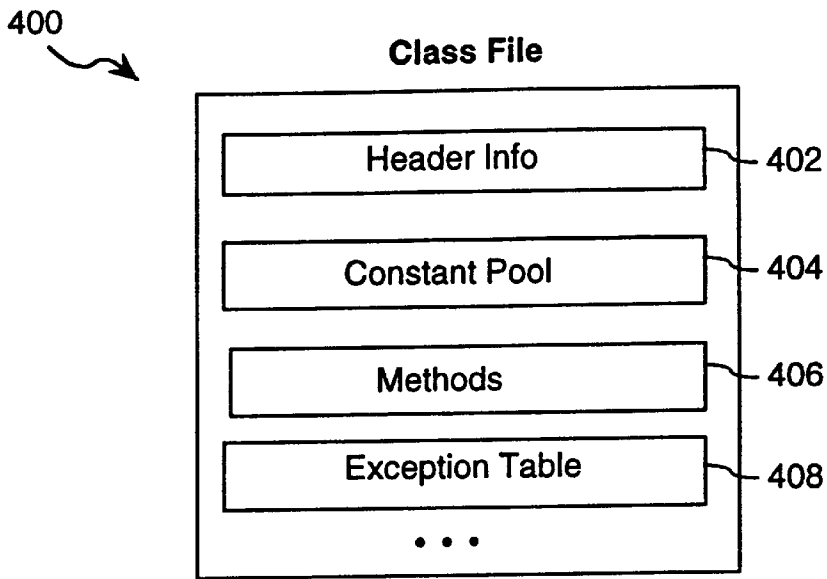 400
Class File
Header Info
402
Constant Pool
404
Methods
406
Exception Table
408
• • •